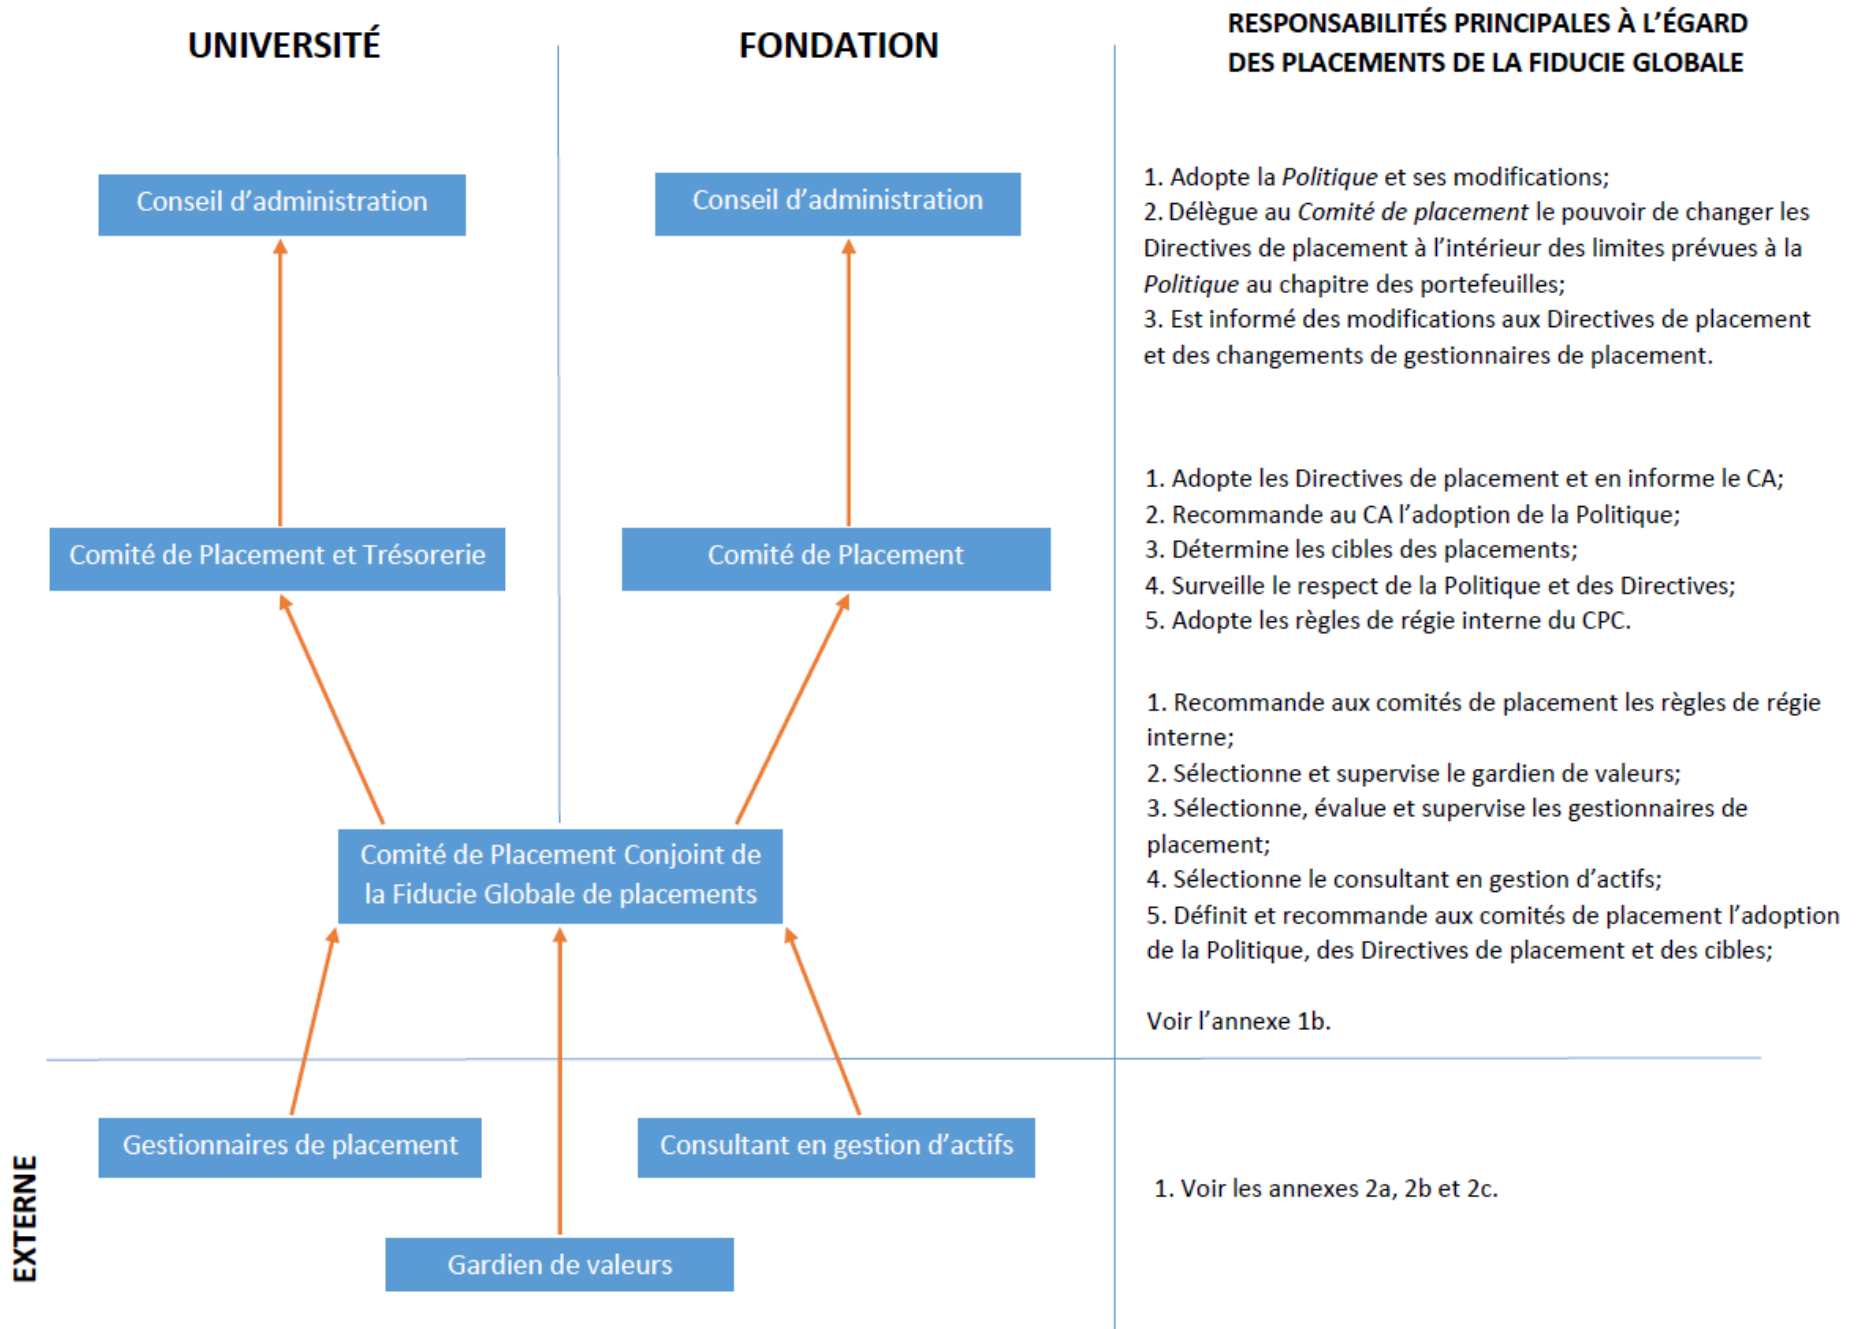 UNIVERSITÉ
FONDATION
RESPONSABILITÉS PRINCIPALES À L’ÉGARD
DES PLACEMENTS DE LA FIDUCIE GLOBALE
Conseil d’administration
Conseil d’administration
1. Adopte la Politique et ses modifications;
2. Délègue au Comité de placement le pouvoir de changer les
Directives de placement à l’intérieur des limites prévues à la
Politique au chapitre des portefeuilles;
3. Est informé des modifications aux Directives de placement
et des changements de gestionnaires de placement.
Comité de Placement et Trésorerie
Comité de Placement
1. Adopte les Directives de placement et en informe le CA;
2. Recommande au CA l’adoption de la Politique;
3. Détermine les cibles des placements;
4. Surveille le respect de la Politique et des Directives;
5. Adopte les règles de régie interne du CPC.
Comité de Placement Conjoint de
la Fiducie Globale de placements
1. Recommande aux comités de placement les règles de régie
interne;
2. Sélectionne et supervise le gardien de valeurs;
3. Sélectionne, évalue et supervise les gestionnaires de
placement;
4. Sélectionne le consultant en gestion d’actifs;
5. Définit et recommande aux comités de placement l’adoption
de la Politique, des Directives de placement et des cibles;
Voir l’annexe 1b.
EXTERNE
Gestionnaires de placement
Consultant en gestion d’actifs
Gardien de valeurs
1. Voir les annexes 2a, 2b et 2c.